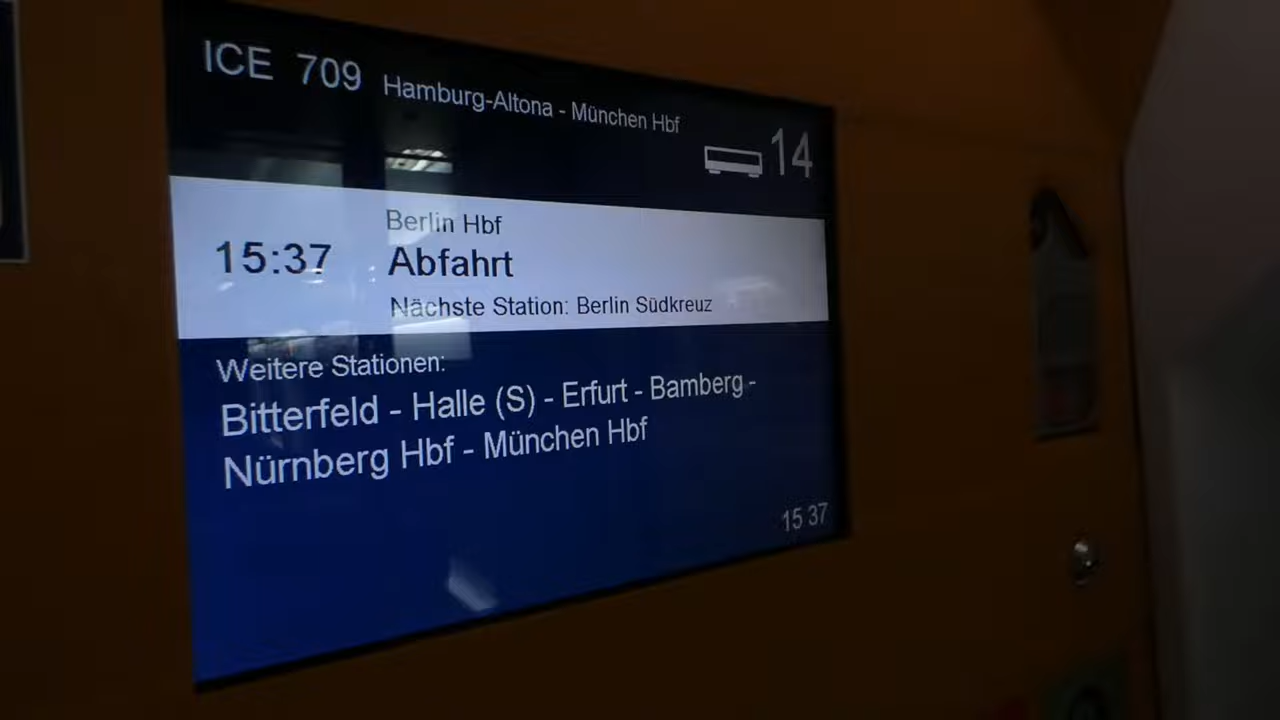 ICE 709 Hamburg-Altona - München Hbf
14
Berlin Hbf
15:37 Abfahrt
Nächste Station: Berlin Südkreuz
Weitere Stationen:
Bitterfeld - Halle (S) - Erfurt - Bamberg -
Nürnberg Hbf - München Hbf
15 37